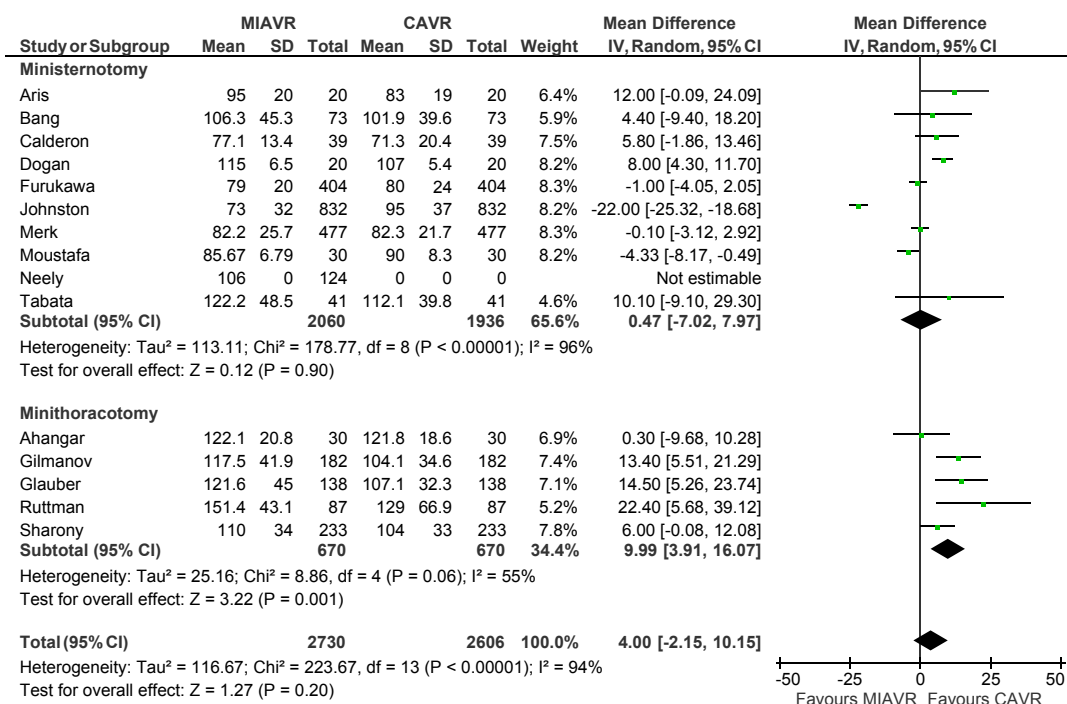 MIAVR CAVR Mean Difference Mean Difference
Study or Subgroup Mean SD Total Mean SD Total Weight IV, Random, 95% CI IV, Random, 95% CI
Ministernotomy
Aris 95 20 20 83 19 20 6.4% 12.00 [-0.09, 24.09]
Bang 106.3 45.3 73 101.9 39.6 73 5.9% 4.40 [-9.40, 18.20]
Calderon 77.1 13.4 39 71.3 20.4 39 7.5% 5.80 [-1.86, 13.46]
Dogan 115 6.5 20 107 5.4 20 8.2% 8.00 [4.30, 11.70]
Furukawa 79 20 404 80 24 404 8.3% -1.00 [-4.05, 2.05]
Johnston 73 32 832 95 37 832 8.2% -22.00 [-25.32, -18.68]
Merk 82.2 25.7 477 82.3 21.7 477 8.3% -0.10 [-3.12, 2.92]
Moustafa 85.67 6.79 30 90 8.3 30 8.2% -4.33 [-8.17, -0.49]
Neely 106 0 124 0 0 0 Not estimable
Tabata 122.2 48.5 41 112.1 39.8 41 4.6% 10.10 [-9.10, 29.30]
Subtotal (95% CI) 2060 1936 65.6% 0.47 [-7.02, 7.97]
Heterogeneity: Tau² = 113.11; Chi² = 178.77, df = 8 (P < 0.00001); I² = 96%
Test for overall effect: Z = 0.12 (P = 0.90)
Minithoracotomy
Ahangar 122.1 20.8 30 121.8 18.6 30 6.9% 0.30 [-9.68, 10.28]
Gilmanov 117.5 41.9 182 104.1 34.6 182 7.4% 13.40 [5.51, 21.29]
Glauber 121.6 45 138 107.1 32.3 138 7.1% 14.50 [5.26, 23.74]
Ruttman 151.4 43.1 87 129 66.9 87 5.2% 22.40 [5.68, 39.12]
Sharony 110 34 233 104 33 233 7.8% 6.00 [-0.08, 12.08]
Subtotal (95% CI) 670 670 34.4% 9.99 [3.91, 16.07]
Heterogeneity: Tau² = 25.16; Chi² = 8.86, df = 4 (P = 0.06); I² = 55%
Test for overall effect: Z = 3.22 (P = 0.001)
Total (95% CI) 2730 2606 100.0% 4.00 [-2.15, 10.15]
Heterogeneity: Tau² = 116.67; Chi² = 223.67, df = 13 (P < 0.00001); I² = 94%
Test for overall effect: Z = 1.27 (P = 0.20)
-50 -25 0 25 50
Favours MIAVR Favours CAVR